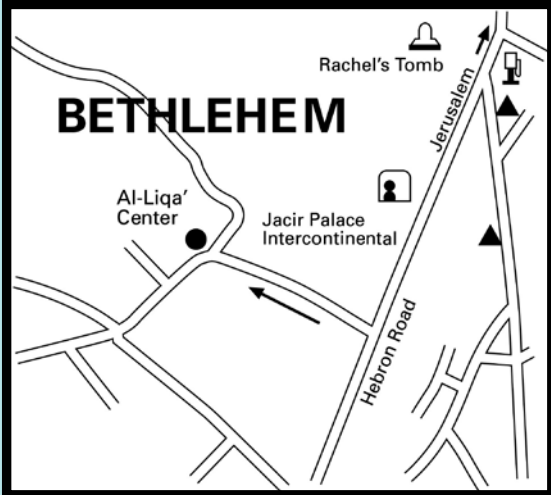 Rachel's Tomb
Jerusalem
BETHLEHEM
Al-Liqa'
Center
Jacir Palace
Intercontinental
Hebron Road